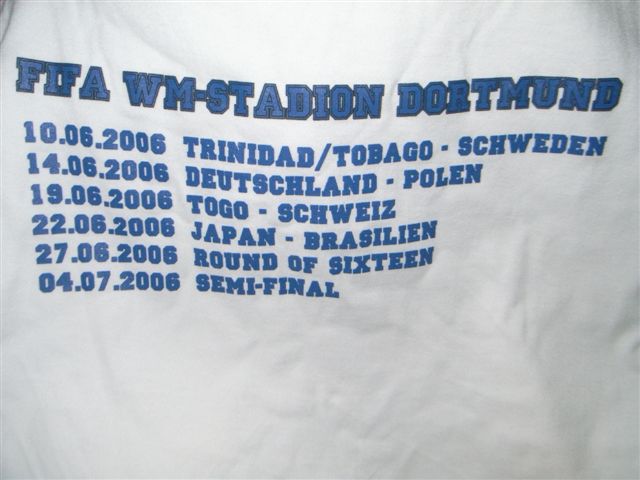 FIFA WM-STADION DORTMUND
10.06.2006 TRINIDAD/TOBAGO - SCHWEDEN
14.06.2006 DEUTSCHLAND - POLEN
19.06.2006 TOGO - SCHWEIZ
22.06.2006 JAPAN - BRASILIEN
27.06.2006 ROUND OF SIXTEEN
04.07.2006 SEMI-FINAL